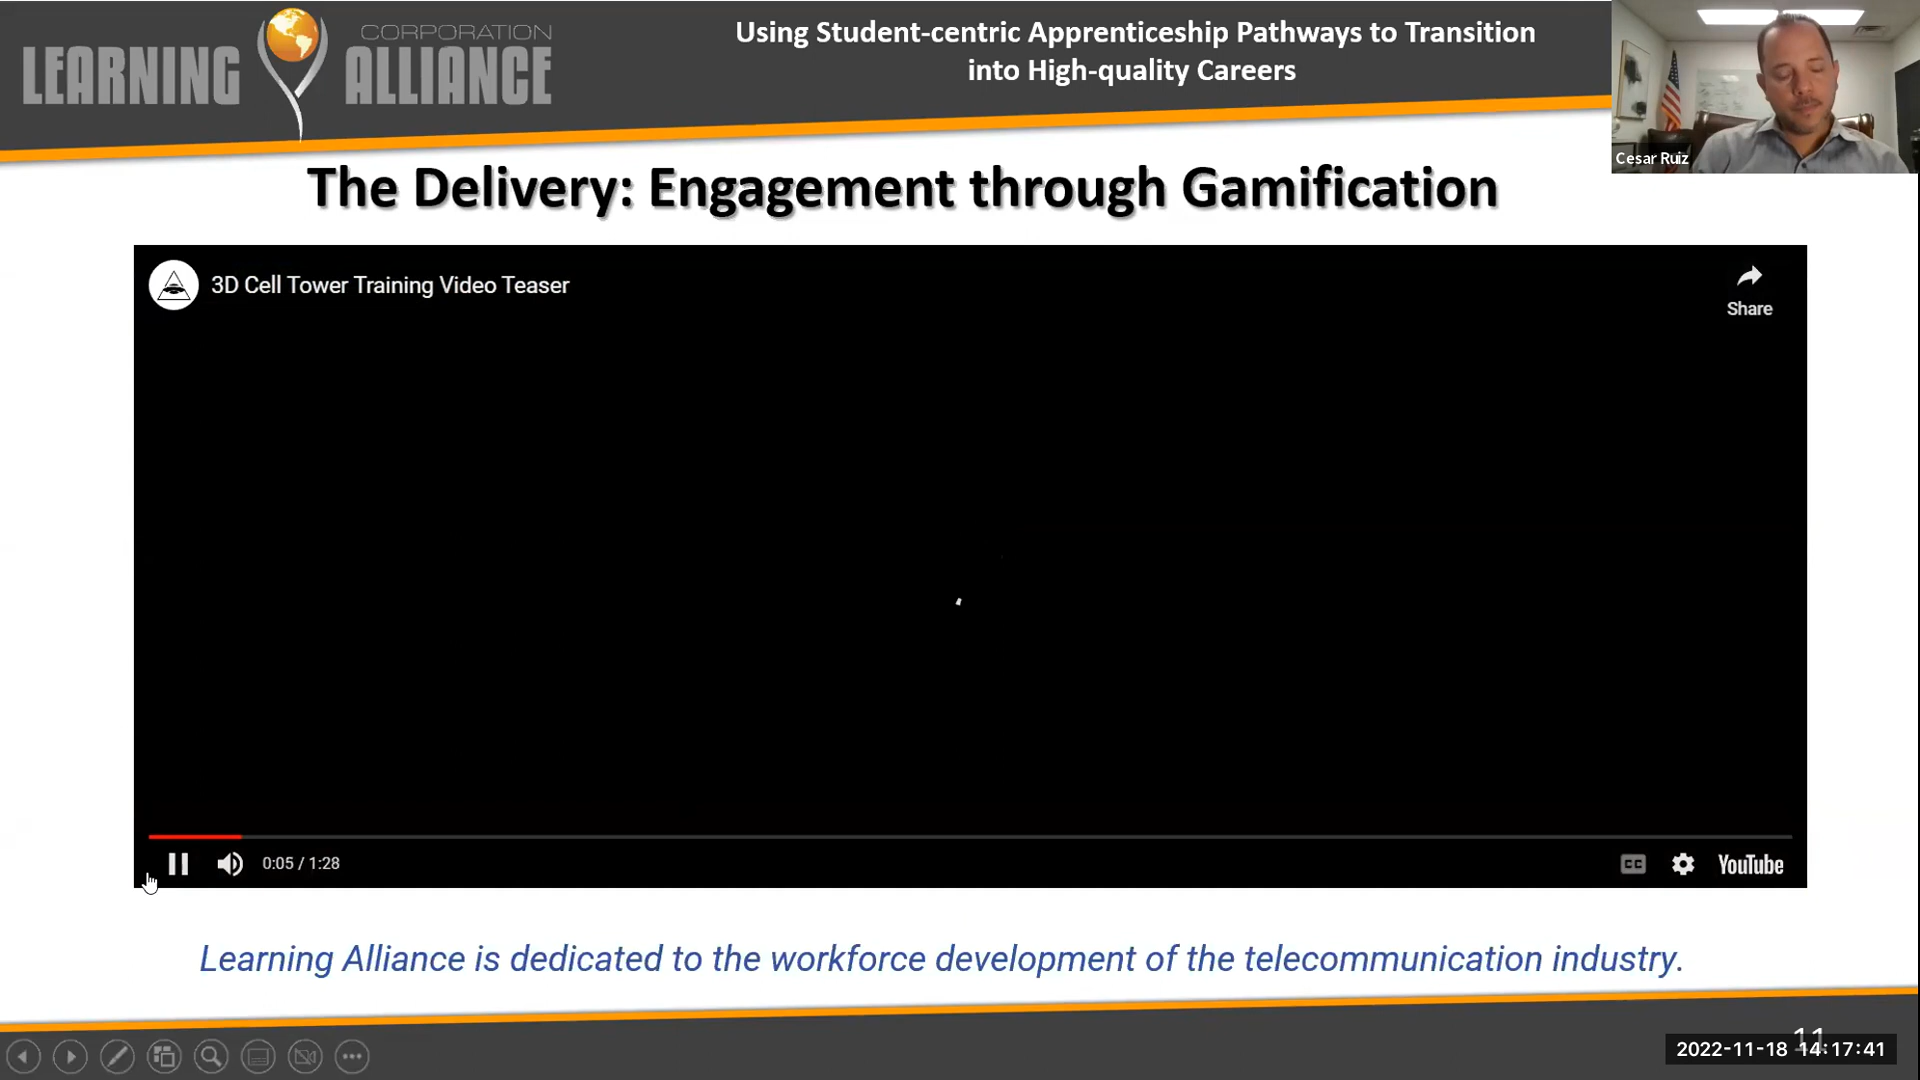 LEARNING
CORPORATION
ALLIANCE
Using Student-centric Apprenticeship Pathways to Transition
into High-quality Careers
Cesar Ruiz
The Delivery: Engagement through Gamification
3D Cell Tower Training Video Teaser
Share
0:05 / 1:28
CC
YouTube
Learning Alliance is dedicated to the workforce development of the telecommunication industry.
11
2022-11-18 14:17:41